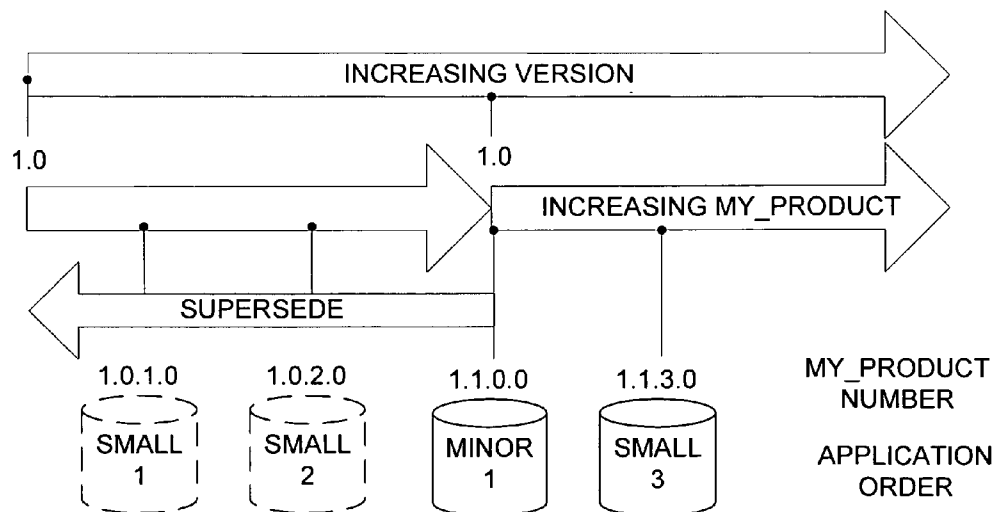 INCREASING VERSION
1.0
1.0
INCREASING MY_PRODUCT
SUPERSEDE
1.0.1.0
1.0.2.0
1.1.0.0
1.1.3.0
MY_PRODUCT
NUMBER
SMALL
1
SMALL
2
MINOR
1
SMALL
3
APPLICATION
ORDER